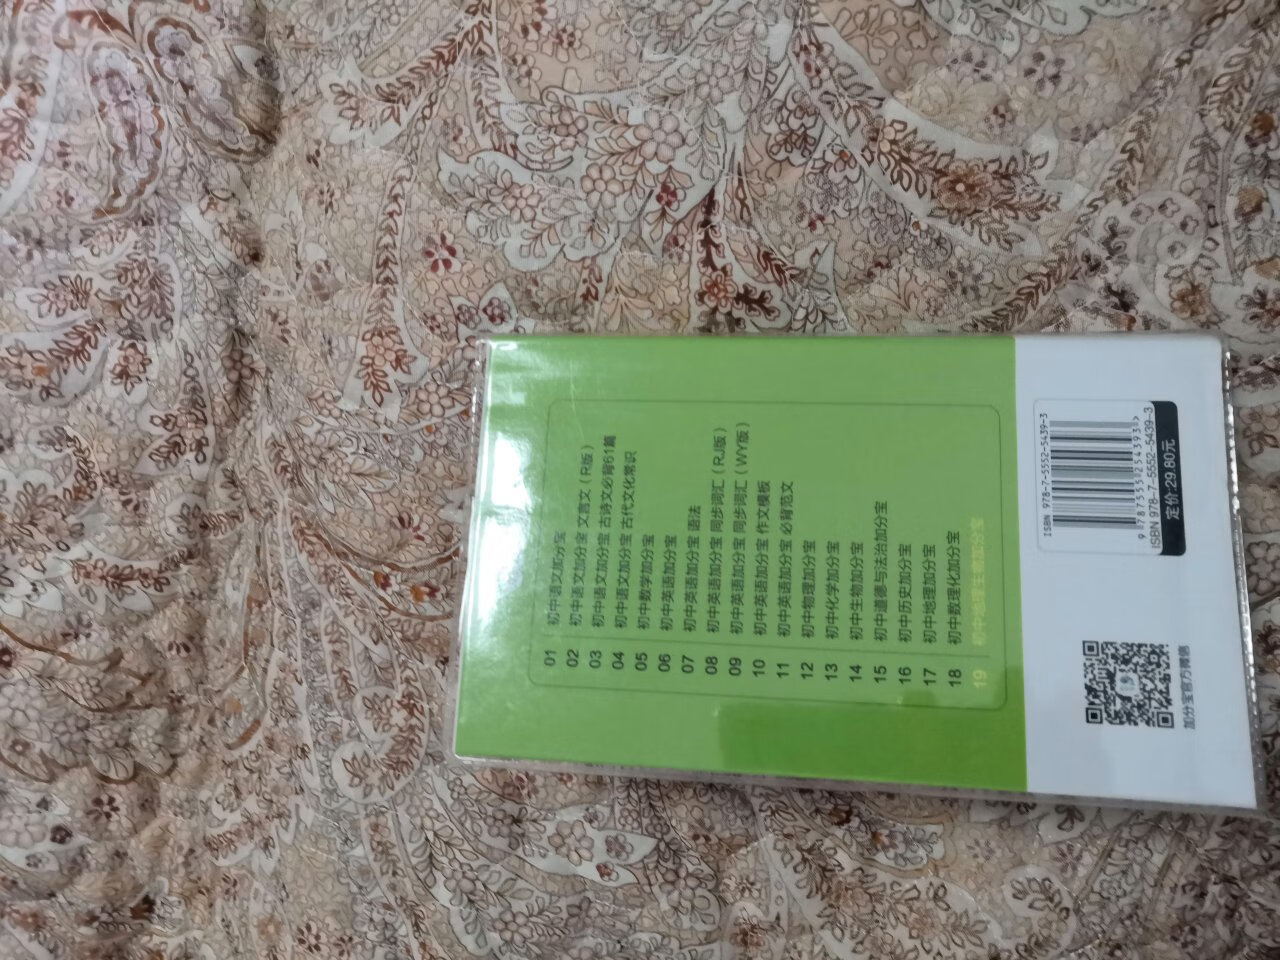 01 初中语文加分宝
02 初中语文加分宝 文言文（R版）
03 初中语文加分宝 古诗文必背61篇
04 初中语文加分宝 古代文化常识
05 初中数学加分宝
06 初中英语加分宝
07 初中英语加分宝 语法
08 初中英语加分宝 同步词汇（RJ版）
09 初中英语加分宝 同步词汇（WY版）
10 初中英语加分宝 作文模板
11 初中英语加分宝 必背范文
12 初中物理加分宝
13 初中化学加分宝
14 初中生物加分宝
15 初中道德与法治加分宝
16 初中历史加分宝
17 初中地理加分宝
18 初中数理化加分宝
19 初中地理生物加分宝
加分宝官方微信
ISBN 978-7-5552-5439-3
9 787555 254393 >
ISBN 978-7-5552-5439-3
定价:29.80元